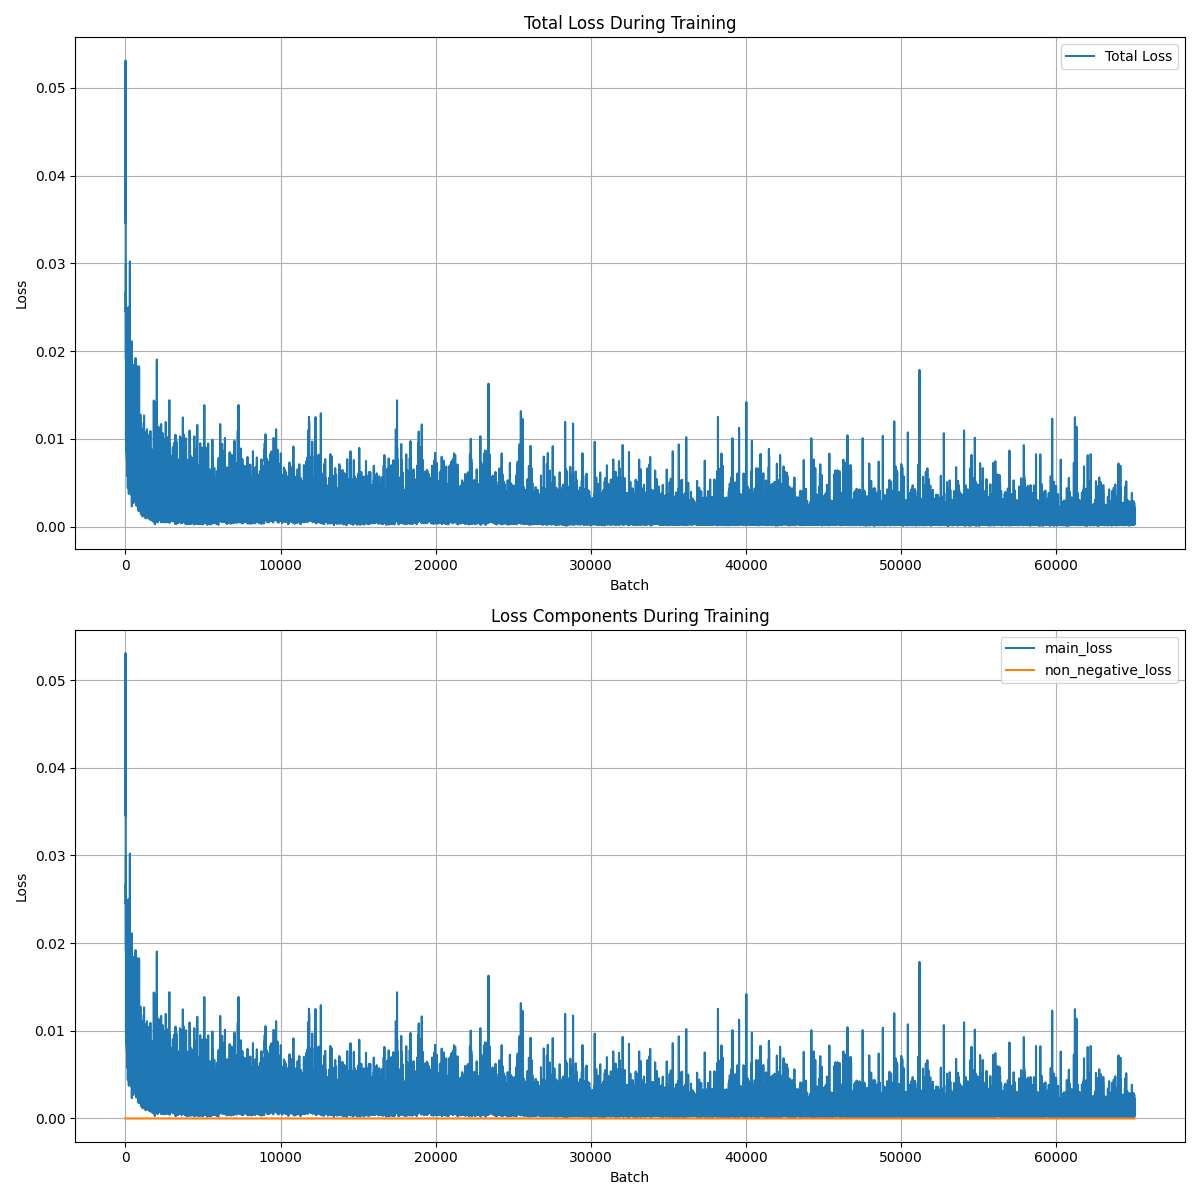 Total Loss During Training
Total Loss
0.05
0.04
0.03
0.02
0.01
0.00
Loss
0 10000 20000 30000 40000 50000 60000
Batch
Loss Components During Training
main_loss
non_negative_loss
0.05
0.04
0.03
0.02
0.01
0.00
Loss
0 10000 20000 30000 40000 50000 60000
Batch